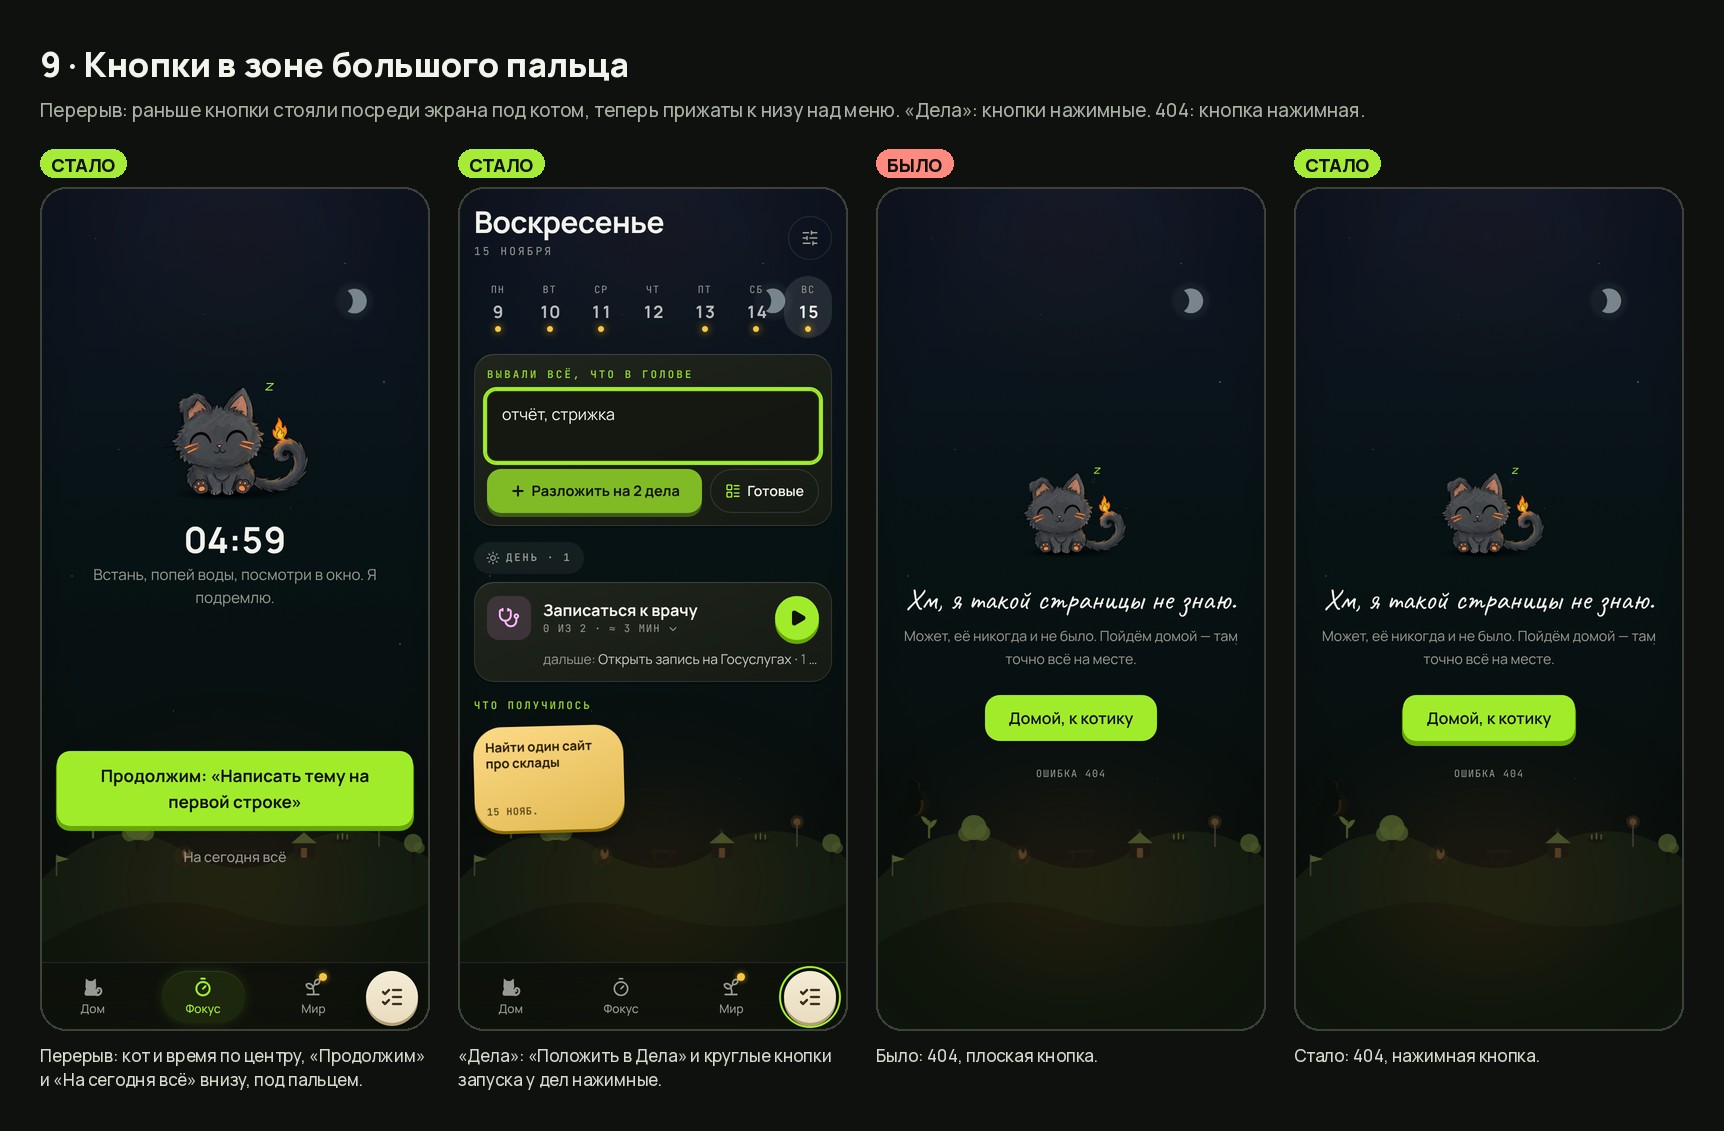 9 · Кнопки в зоне большого пальца
Перерыв: раньше кнопки стояли посреди экрана под котом, теперь прижаты к низу над меню. «Дела»: кнопки нажимные. 404: кнопка нажимная.
СТАЛО
z
04:59
Встань, попей воды, посмотри в окно. Я
подремлю.
Продолжим: «Написать тему на
первой строке»
На сегодня всё
Дом
Фокус
Мир
Перерыв: кот и время по центру, «Продолжим»
и «На сегодня всё» внизу, под пальцем.
СТАЛО
Воскресенье
15 НОЯБРЯ
ПН ВТ СР ЧТ ПТ СБ ВС
9 10 11 12 13 14 15
ВЫВАЛИ ВСЁ, ЧТО В ГОЛОВЕ
отчёт, стрижка
+ Разложить на 2 дела
Готовые
ДЕНЬ · 1
Записаться к врачу
0 ИЗ 2 · ≈ 3 МИН
дальше: Открыть запись на Госуслугах · 1 …
ЧТО ПОЛУЧИЛОСЬ
Найти один сайт
про склады
15 НОЯБ.
Дом
Фокус
Мир
«Дела»: «Положить в Дела» и круглые кнопки
запуска у дел нажимные.
БЫЛО
z
Хм, я такой страницы не знаю.
Может, её никогда и не было. Пойдём домой — там
точно всё на месте.
Домой, к котику
ОШИБКА 404
Было: 404, плоская кнопка.
СТАЛО
z
Хм, я такой страницы не знаю.
Может, её никогда и не было. Пойдём домой — там
точно всё на месте.
Домой, к котику
ОШИБКА 404
Стало: 404, нажимная кнопка.